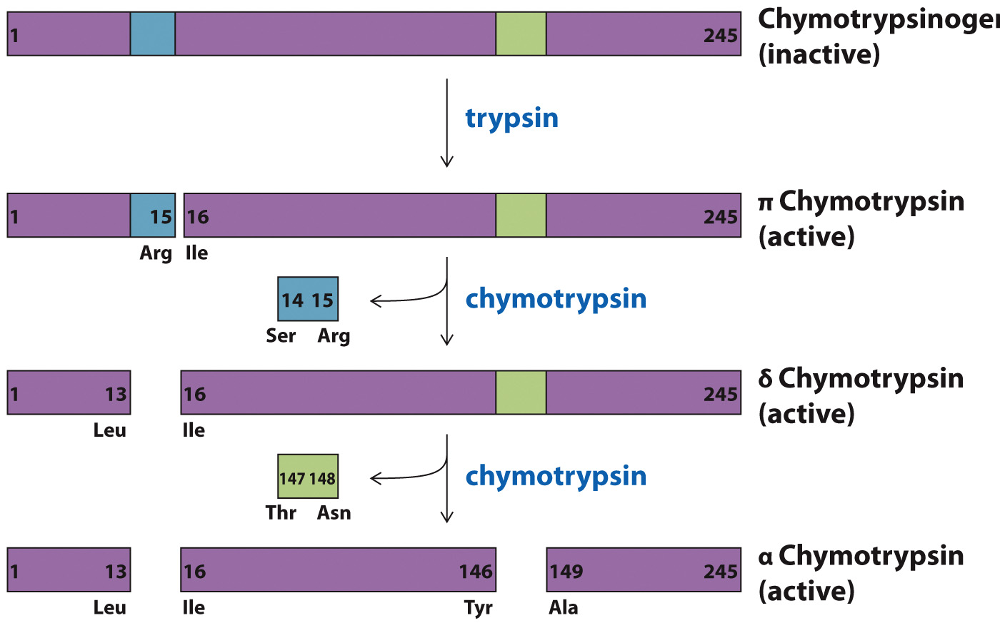 1 245 Chymotrypsinoge
(inactive)
trypsin
1 15 16 245 π Chymotrypsin
(active)
Arg Ile
14 15 chymotrypsin
Ser Arg
1 13 16 245 δ Chymotrypsin
(active)
Leu Ile
147 148 chymotrypsin
Thr Asn
1 13 16 146 149 245 α Chymotrypsin
(active)
Leu Ile Tyr Ala